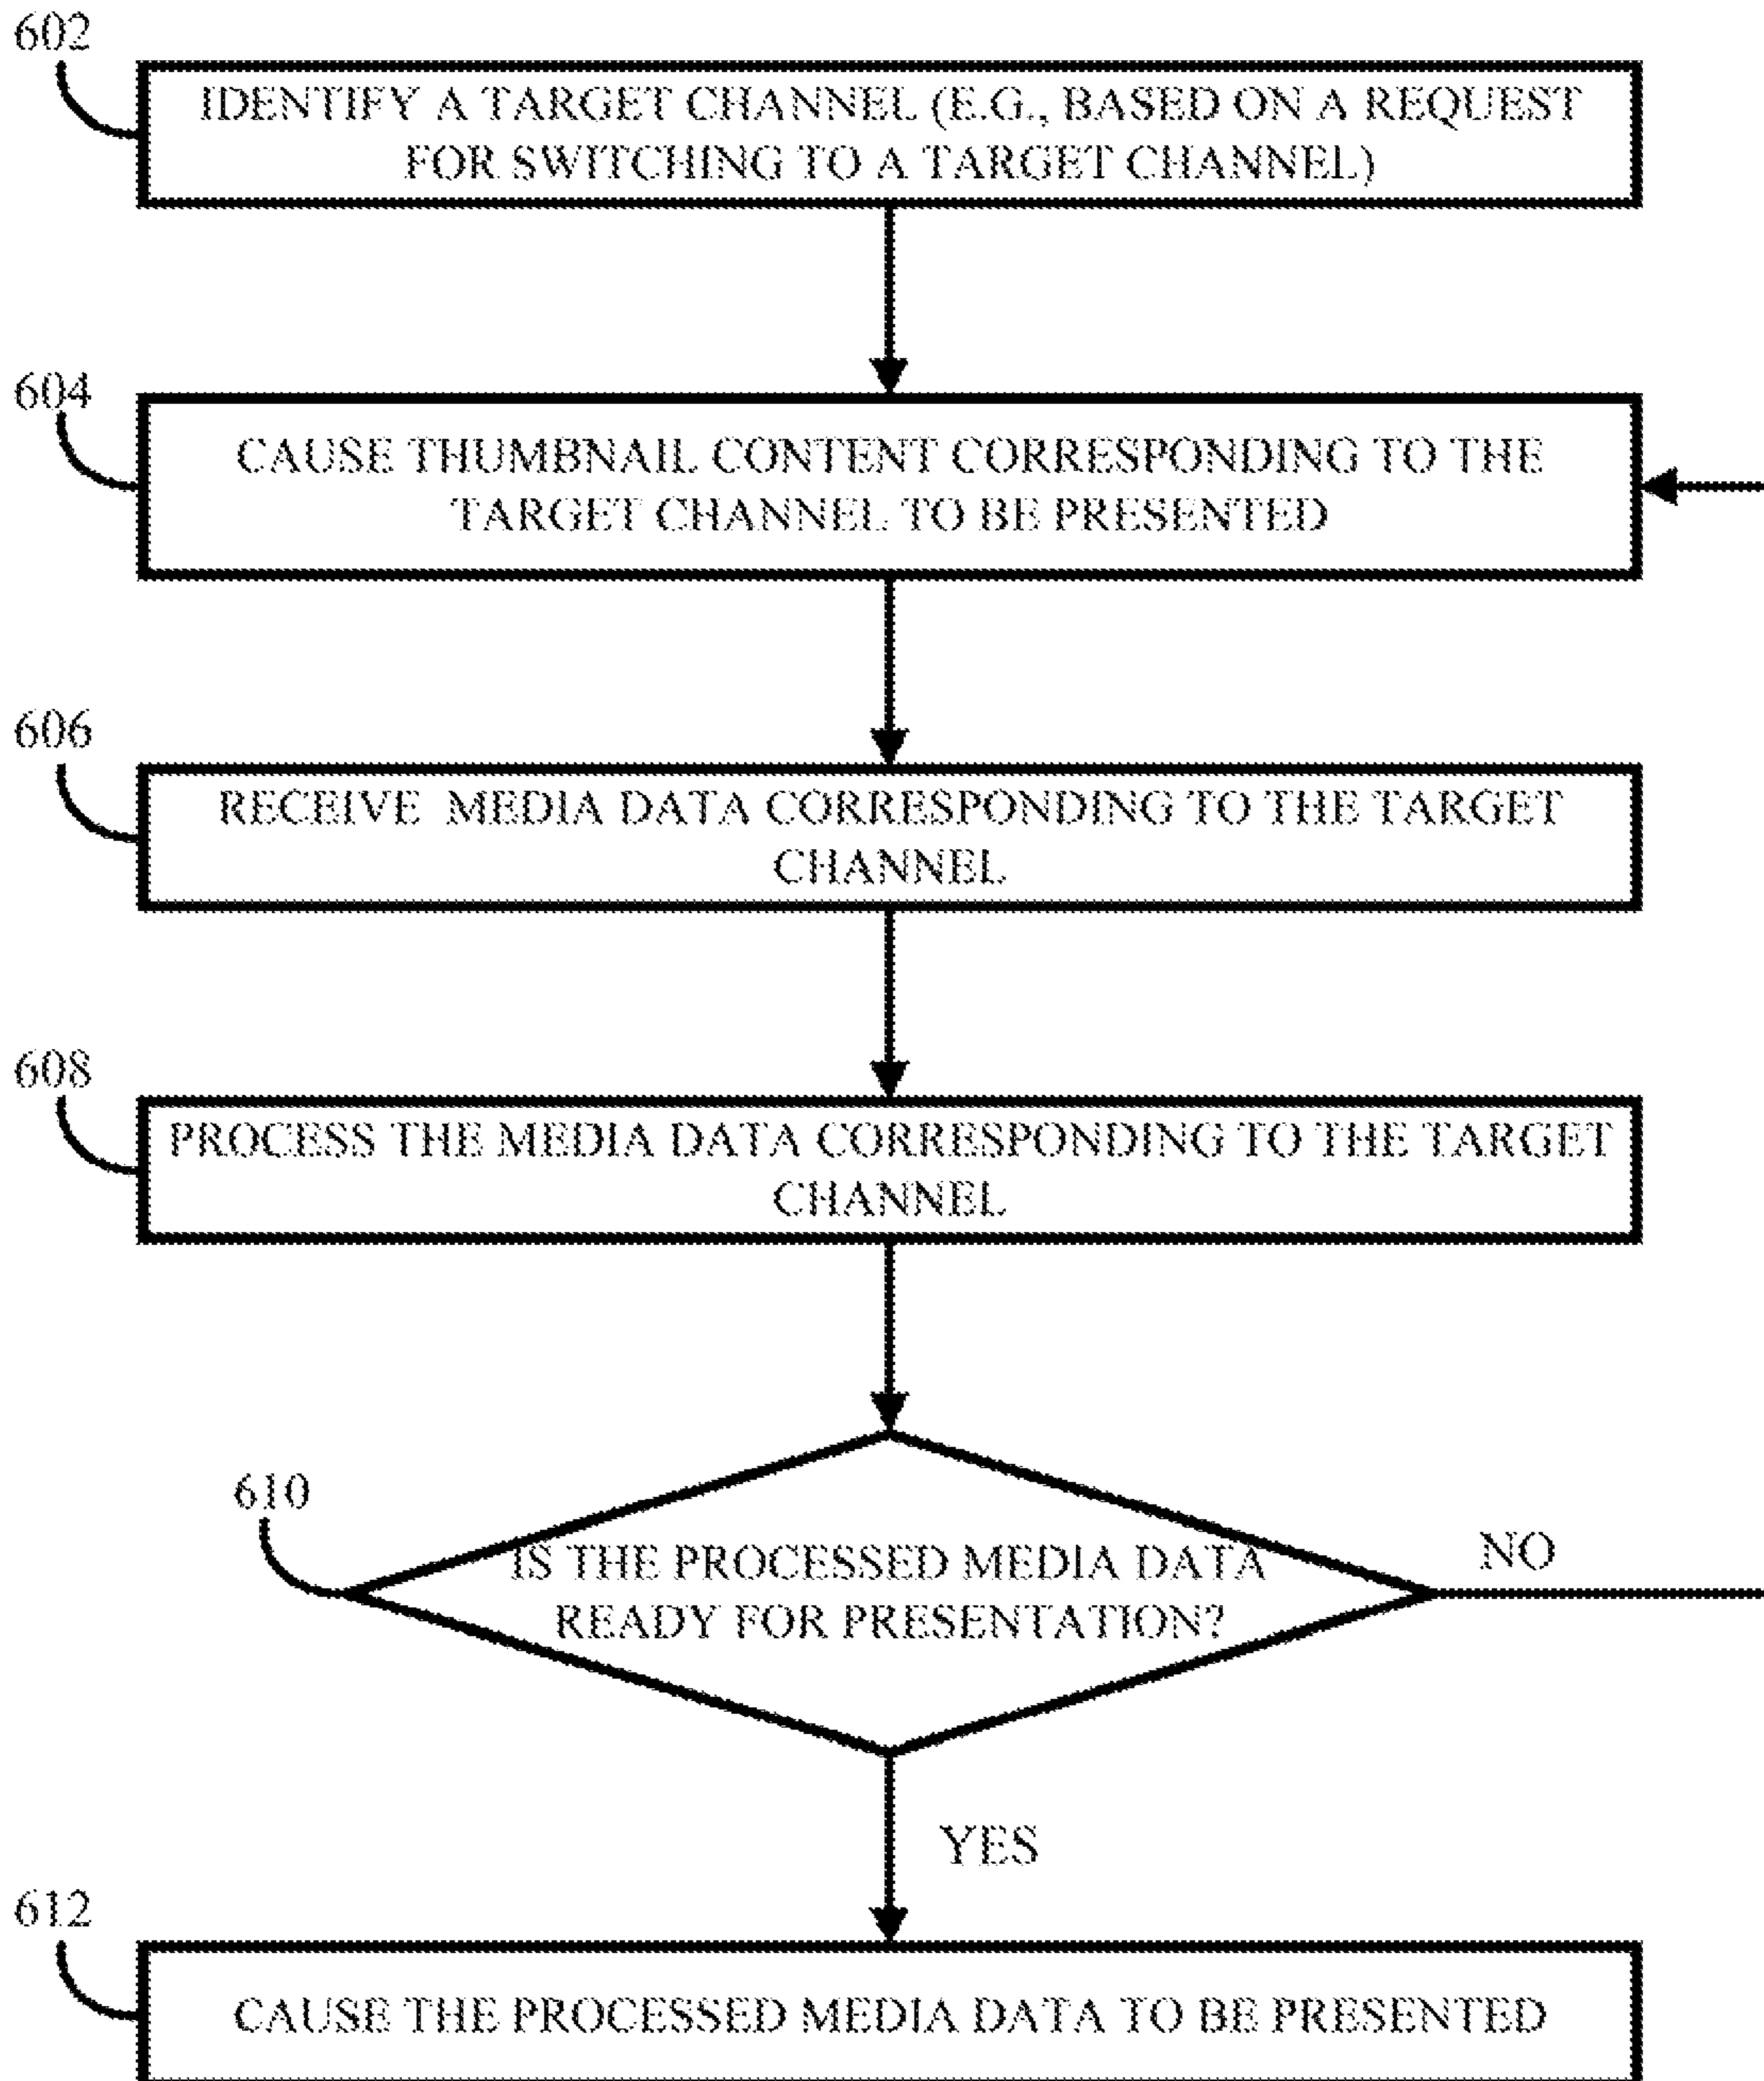 602
IDENTIFY A TARGET CHANNEL (E.G., BASED ON A REQUEST
FOR SWITCHING TO A TARGET CHANNEL)
604
CAUSE THUMBNAIL CONTENT CORRESPONDING TO THE
TARGET CHANNEL TO BE PRESENTED
606
RECEIVE MEDIA DATA CORRESPONDING TO THE TARGET
CHANNEL
608
PROCESS THE MEDIA DATA CORRESPONDING TO THE TARGET
CHANNEL
610
IS THE PROCESSED MEDIA DATA
READY FOR PRESENTATION?
NO
YES
612
CAUSE THE PROCESSED MEDIA DATA TO BE PRESENTED